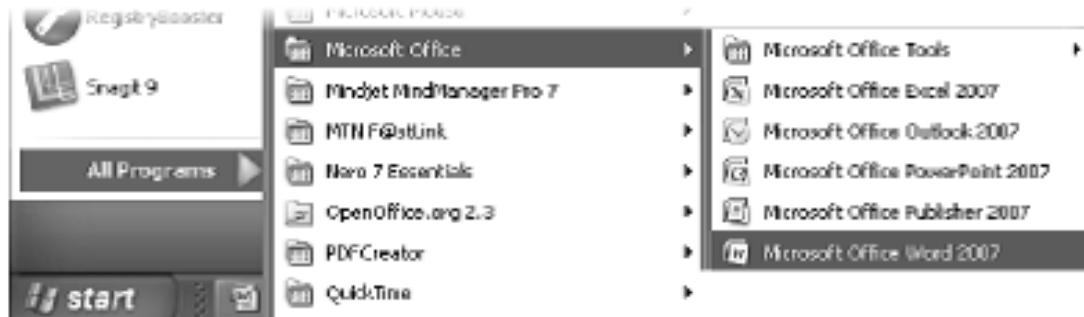 RegistryBooster
Snagit 9
All Programs
start
Microsoft Mouse
Microsoft Office
Mindjet MindManager Pro 7
MTN F@stLink
Nero 7 Essentials
OpenOffice.org 2.3
PDFCreator
QuickTime
Microsoft Office Tools
Microsoft Office Excel 2007
Microsoft Office Outlook 2007
Microsoft Office PowerPoint 2007
Microsoft Office Publisher 2007
Microsoft Office Word 2007